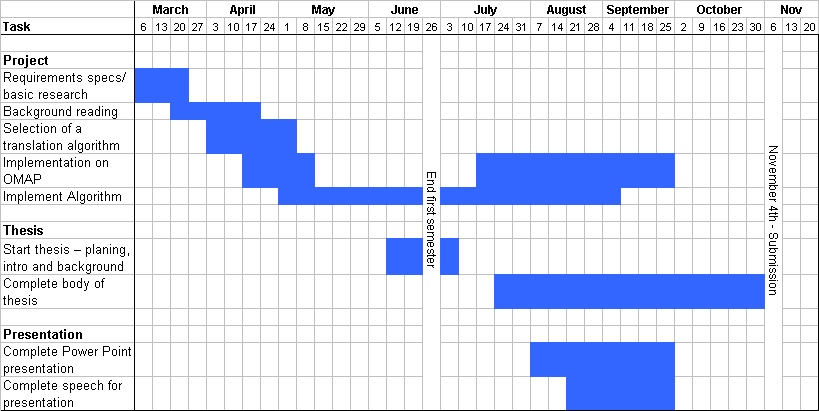 March April May June July August September October Nov
Task 6 13 20 27 3 10 17 24 1 8 15 22 29 5 12 19 26 3 10 17 24 31 7 14 21 28 4 11 18 25 2 9 16 23 30 6 13 20
Project
Requirements specs/
basic research
Background reading
Selection of a
translation algorithm
Implementation on
OMAP
Implement Algorithm
End first semester
November 4th - Submission
Thesis
Start thesis – planing,
intro and background
Complete body of
thesis
Presentation
Complete Power Point
presentation
Complete speech for
presentation